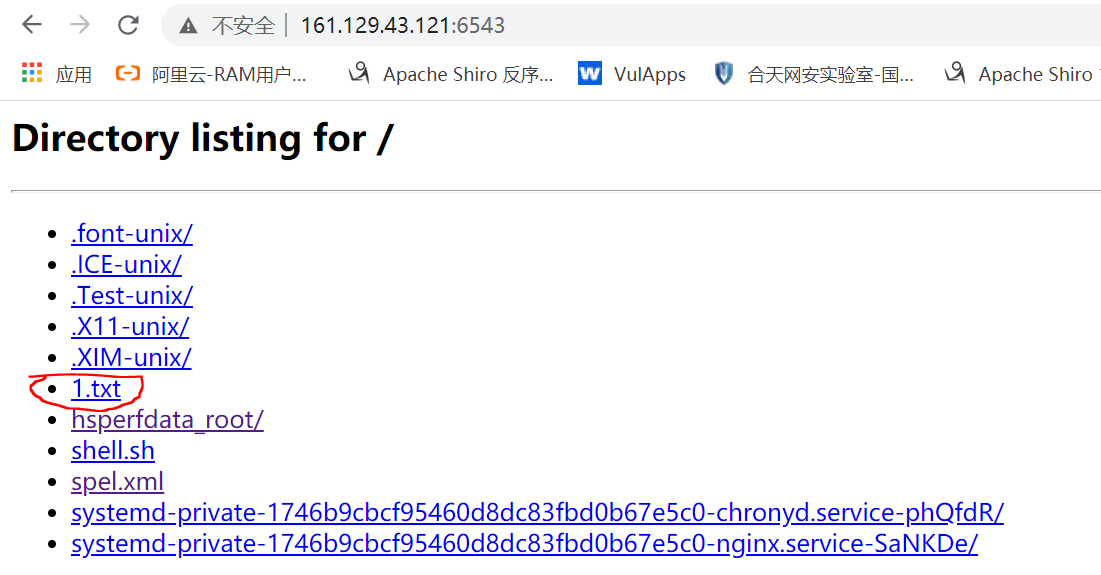 不安全 161.129.43.121:6543
应用 阿里云-RAM用户... Apache Shiro 反序... VulApps 合天网安实验室-国... Apache Shiro
Directory listing for /
.font-unix/
.ICE-unix/
.Test-unix/
.X11-unix/
.XIM-unix/
1.txt
hsperfdata_root/
shell.sh
spel.xml
systemd-private-1746b9cbcf95460d8dc83fbd0b67e5c0-chronyd.service-phQfdR/
systemd-private-1746b9cbcf95460d8dc83fbd0b67e5c0-nginx.service-SaNKDe/